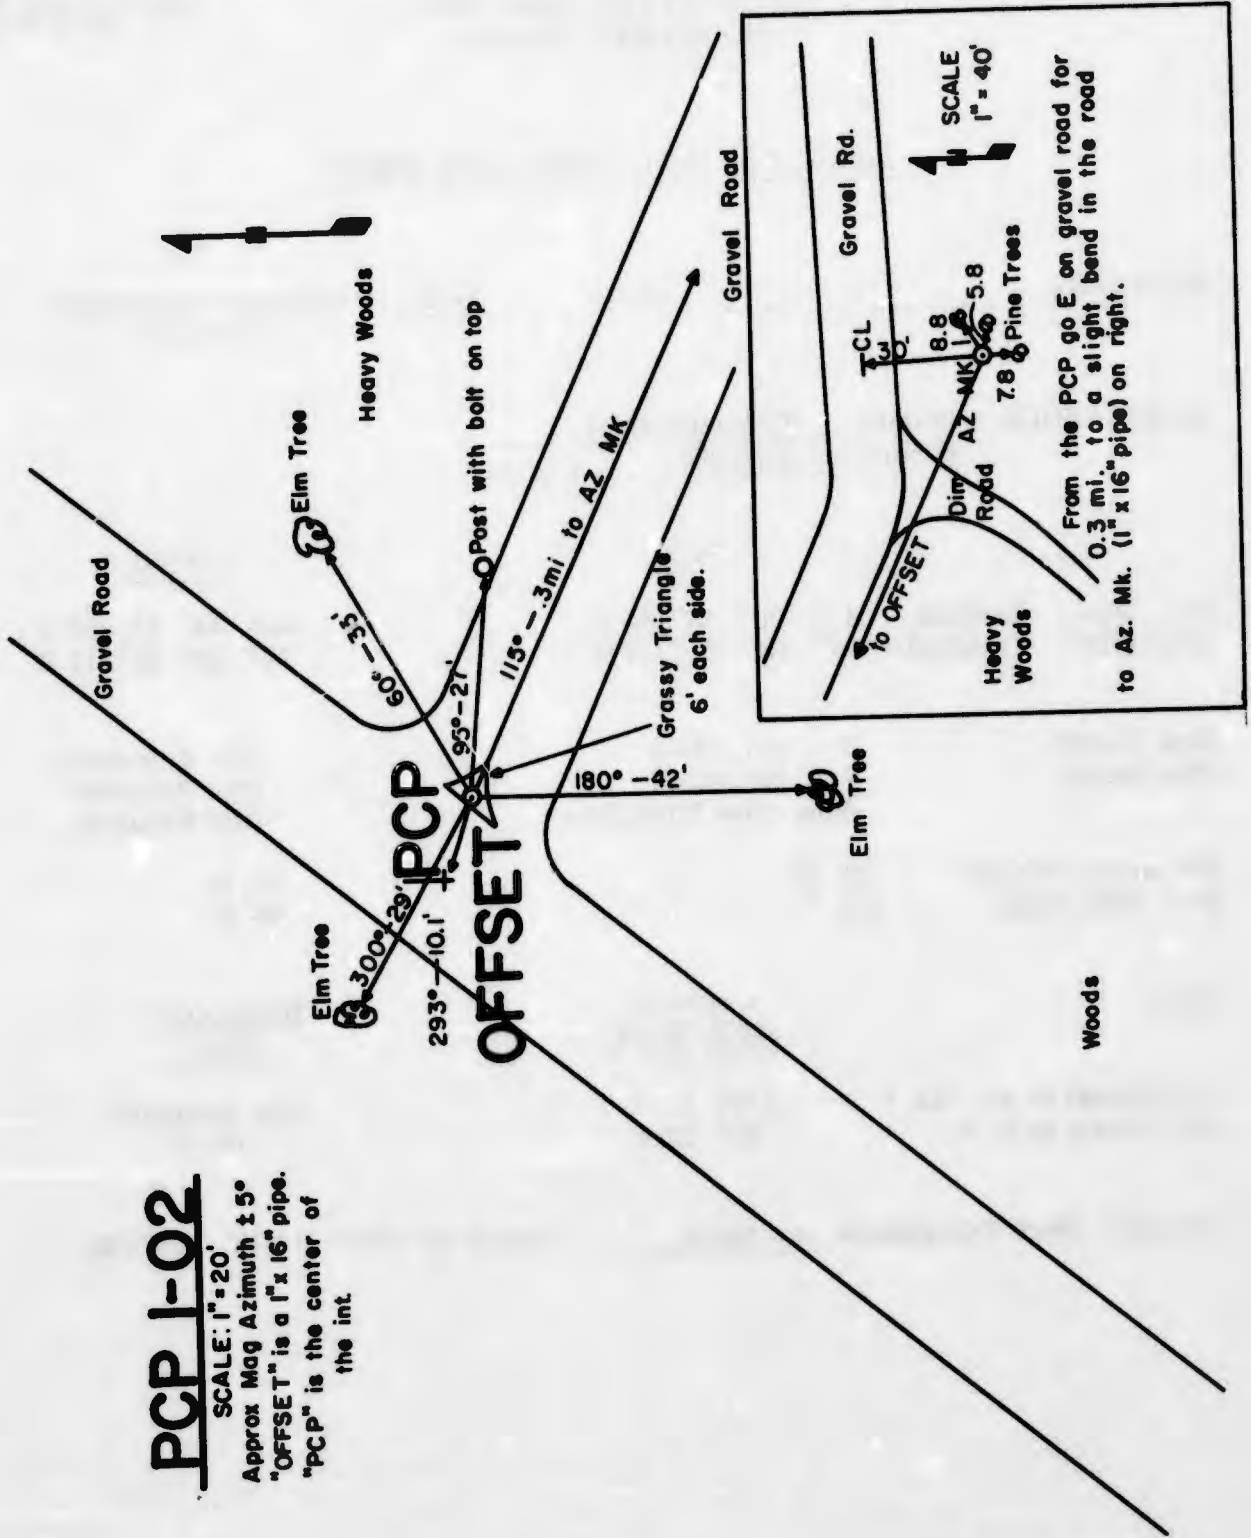 PCP 1-02
SCALE: 1" = 20'
Approx Mag Azimuth ± 5°
"OFFSET" is a 1" x 16" pipe.
"PCP" is the center of
the int.
Gravel Road
Elm Tree
Heavy Woods
60° — 35'
Elm Tree
300° — 29'
293° — 10.1'
PCP
OFFSET
95° — 21'
Post with bolt on top
115° — .3mi to AZ MK
Grassy Triangle
6' each side.
180° — 42'
Elm Tree
Woods
Gravel Road
Gravel Rd.
CL
30
SCALE
1" = 40'
to OFFSET
AZ MK
8.8
5.8
7.8
Pine Trees
Dim
Road
Heavy
Woods
N
From the PCP go E on gravel road for
0.3 mi. to a slight bend in the road
to Az. Mk. (1" x 16" pipe) on right.